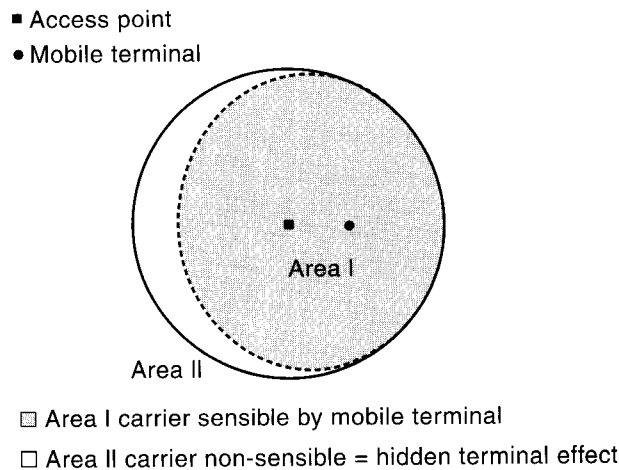 Access point
Mobile terminal
Area I
Area II
Area I carrier sensible by mobile terminal
Area II carrier non-sensible = hidden terminal effect